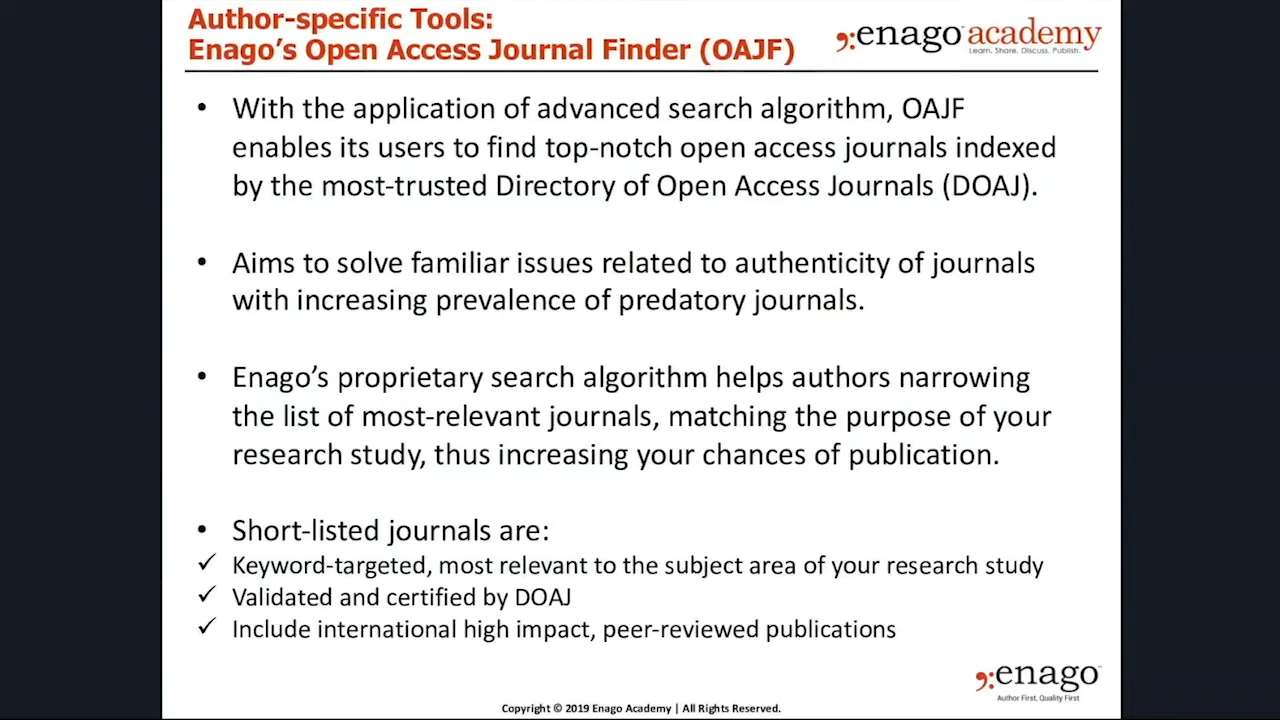 Author-specific Tools:
Enago's Open Access Journal Finder (OAJF)
enago academy
Learn. Share. Discuss. Publish.
• With the application of advanced search algorithm, OAJF
enables its users to find top-notch open access journals indexed
by the most-trusted Directory of Open Access Journals (DOAJ).
• Aims to solve familiar issues related to authenticity of journals
with increasing prevalence of predatory journals.
• Enago's proprietary search algorithm helps authors narrowing
the list of most-relevant journals, matching the purpose of your
research study, thus increasing your chances of publication.
• Short-listed journals are:
✓ Keyword-targeted, most relevant to the subject area of your research study
✓ Validated and certified by DOAJ
✓ Include international high impact, peer-reviewed publications
enago
Author First, Quality First
Copyright © 2019 Enago Academy | All Rights Reserved.